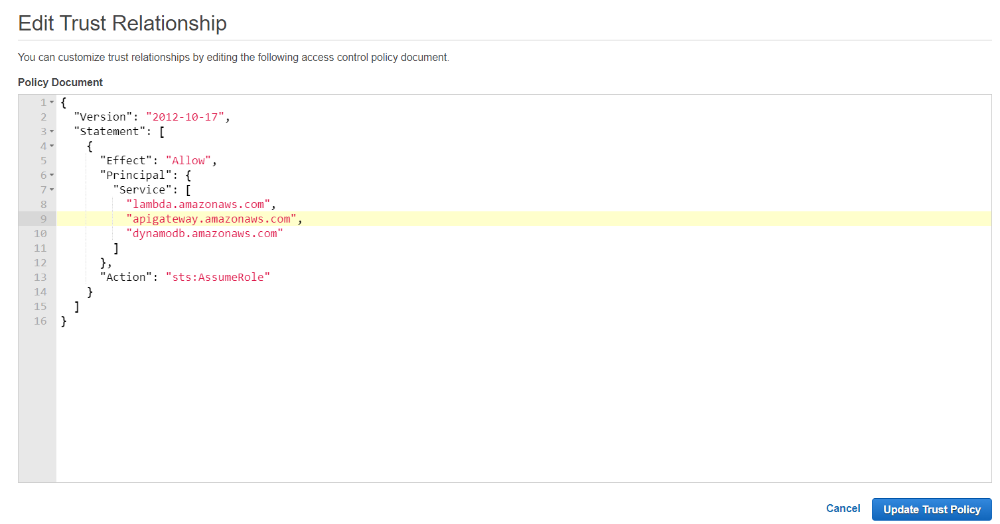 Edit Trust Relationship
You can customize trust relationships by editing the following access control policy document.
Policy Document
1 {
2 "Version": "2012-10-17",
3 "Statement": [
4 {
5 "Effect": "Allow",
6 "Principal": {
7 "Service": [
8 "lambda.amazonaws.com",
9 "apigateway.amazonaws.com",
10 "dynamodb.amazonaws.com"
11 ]
12 },
13 "Action": "sts:AssumeRole"
14 }
15 ]
16 }
Cancel Update Trust Policy